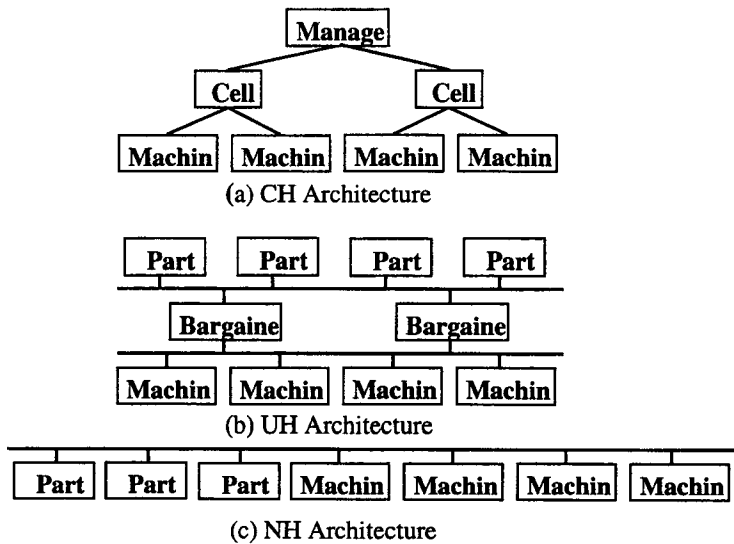 Manage
Cell Cell
Machin Machin Machin Machin
(a) CH Architecture
Part Part Part Part
Bargaine Bargaine
Machin Machin Machin Machin
(b) UH Architecture
Part Part Part Machin Machin Machin Machin
(c) NH Architecture